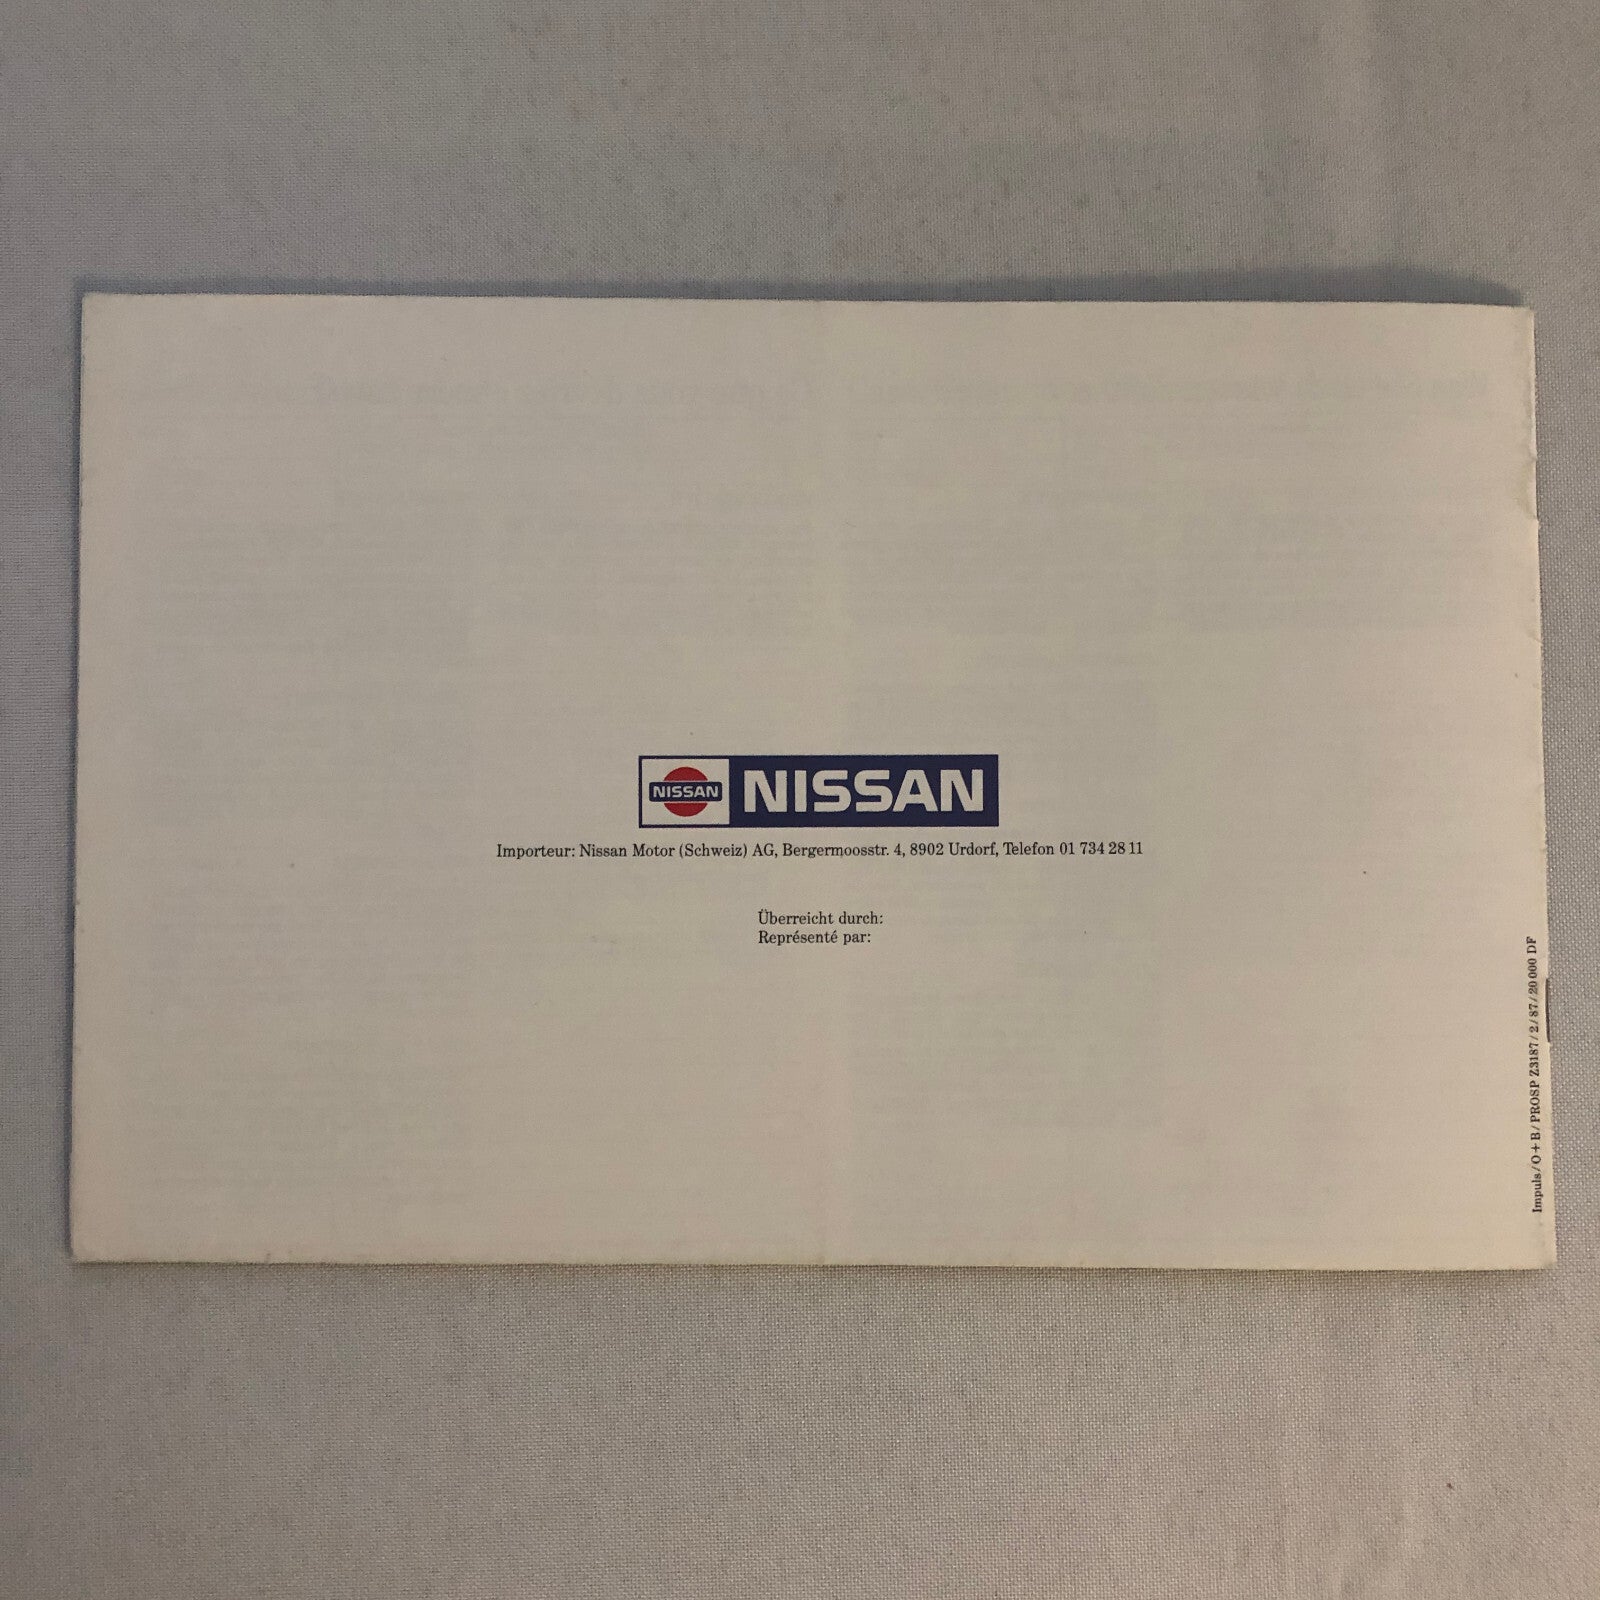 NISSAN NISSAN
Importeur: Nissan Motor (Schweiz) AG, Bergermoosstr. 4, 8902 Urdorf, Telefon 01 734 28 11
Überreicht durch:
Représenté par:
Impuls/O+B/PROSP Z3187/2/87/20 000 DF